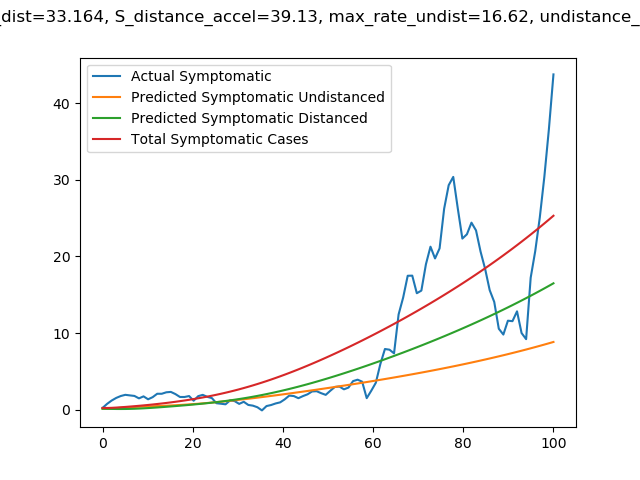 _dist=33.164, S_distance_accel=39.13, max_rate_undist=16.62, undistance_
Actual Symptomatic
Predicted Symptomatic Undistanced
Predicted Symptomatic Distanced
Total Symptomatic Cases
40
30
20
10
0
0 20 40 60 80 100